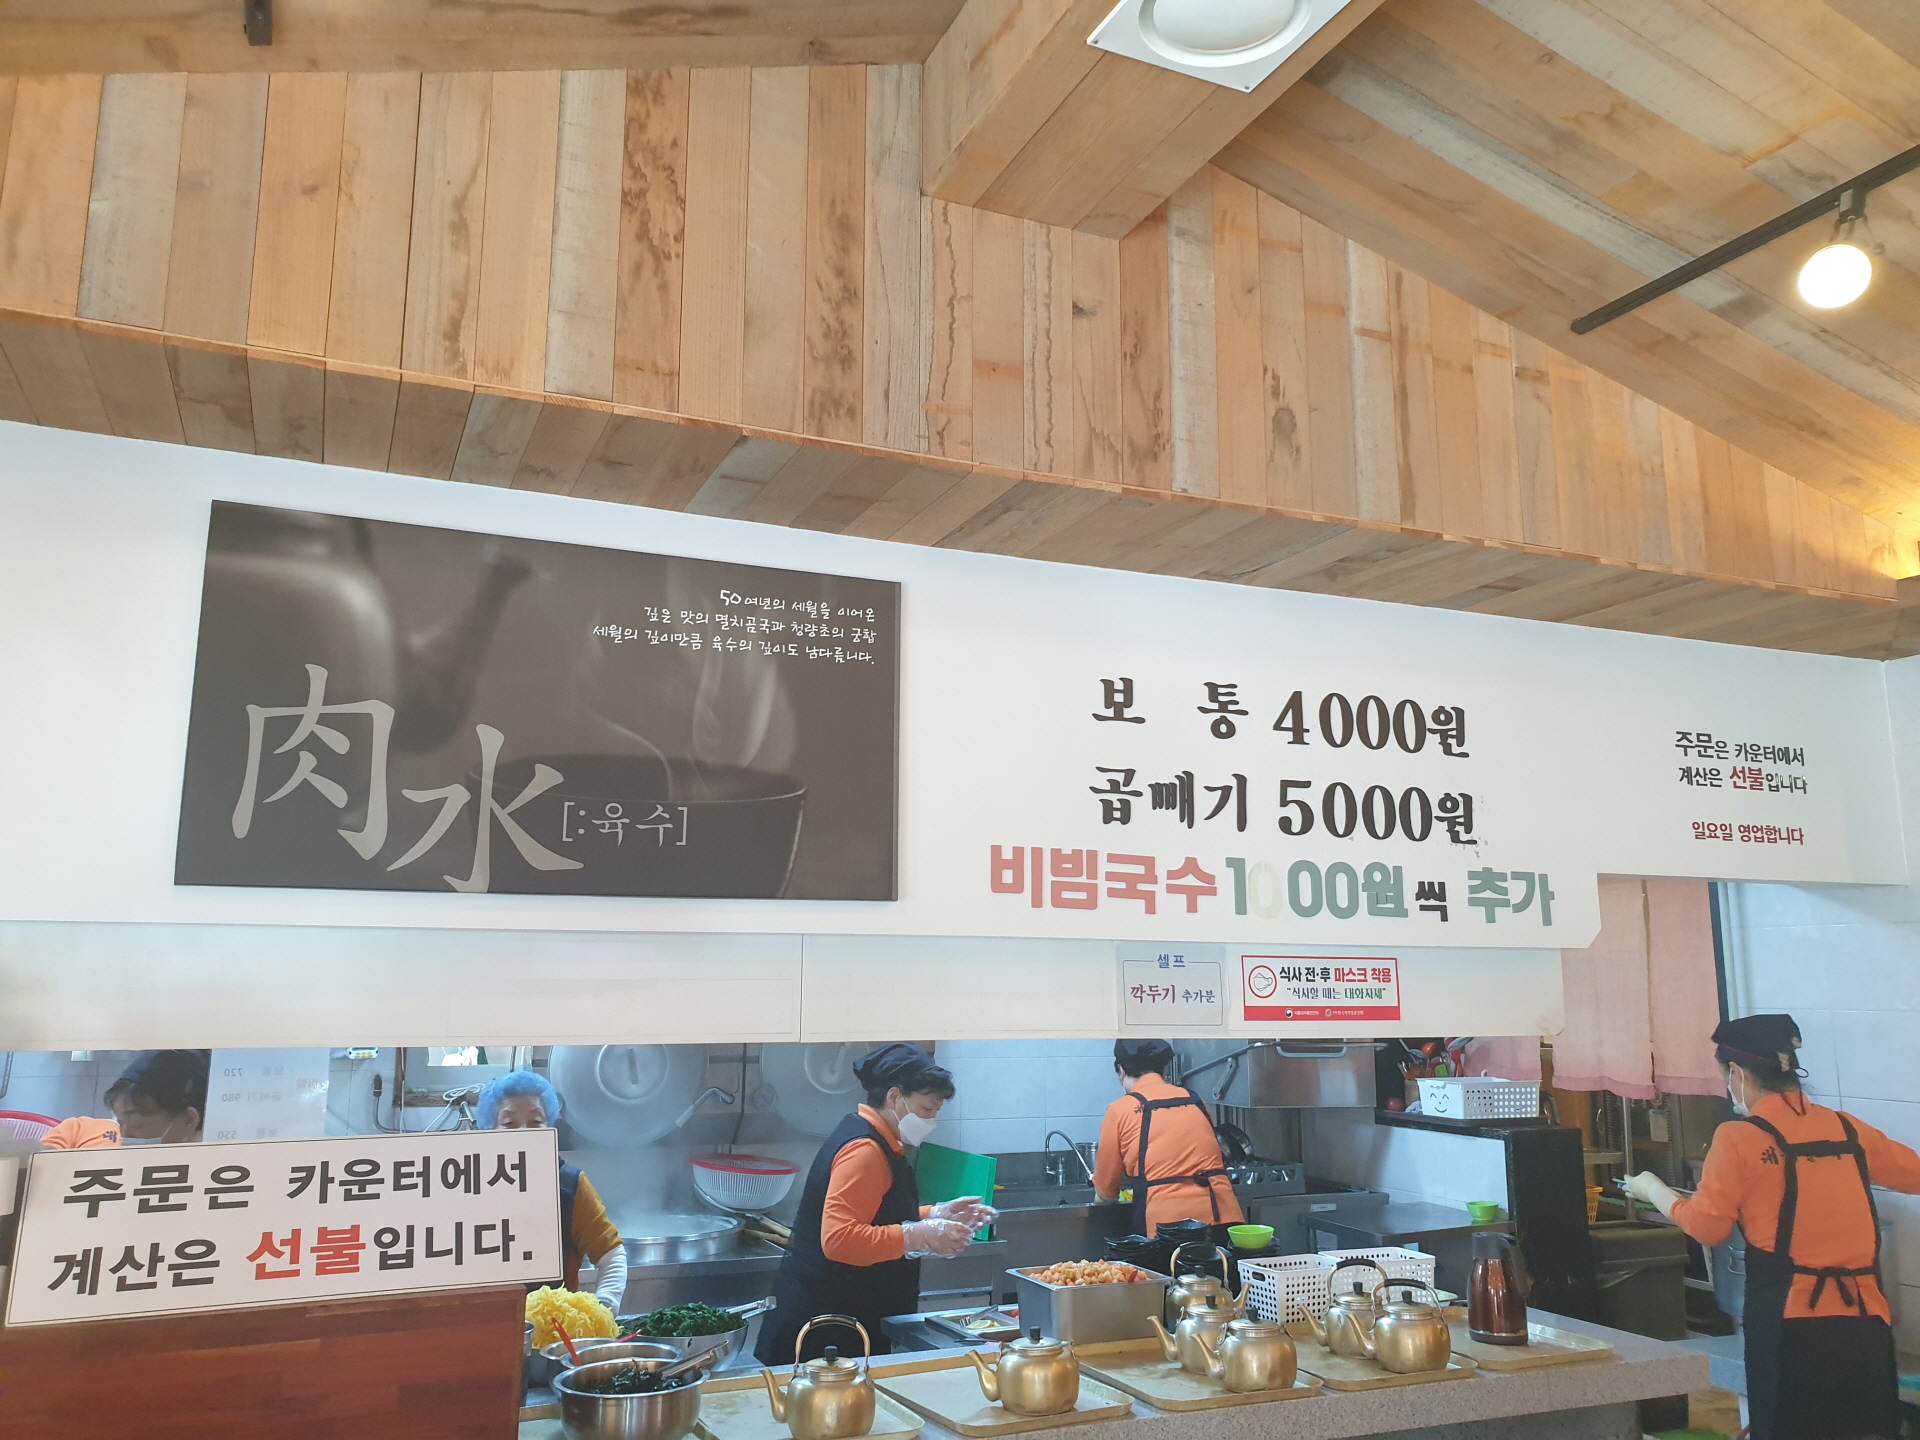 50여년의 세월을 이어온
깊은 맛의 멸치곰국과 청량초의 궁합
세월의 깊이만큼 육수의 깊이도 남다릅니다.
肉水 [:육수]
보 통 4000원
곱빼기 5000원
비빔국수 1000원 씩 추가
주문은 카운터에서
계산은 선불입니다
일요일 영업합니다
셀프
깍두기 추가분
식사 전·후 마스크 착용
"식사할 때는 대화자제"
주문은 카운터에서
계산은 선불입니다.